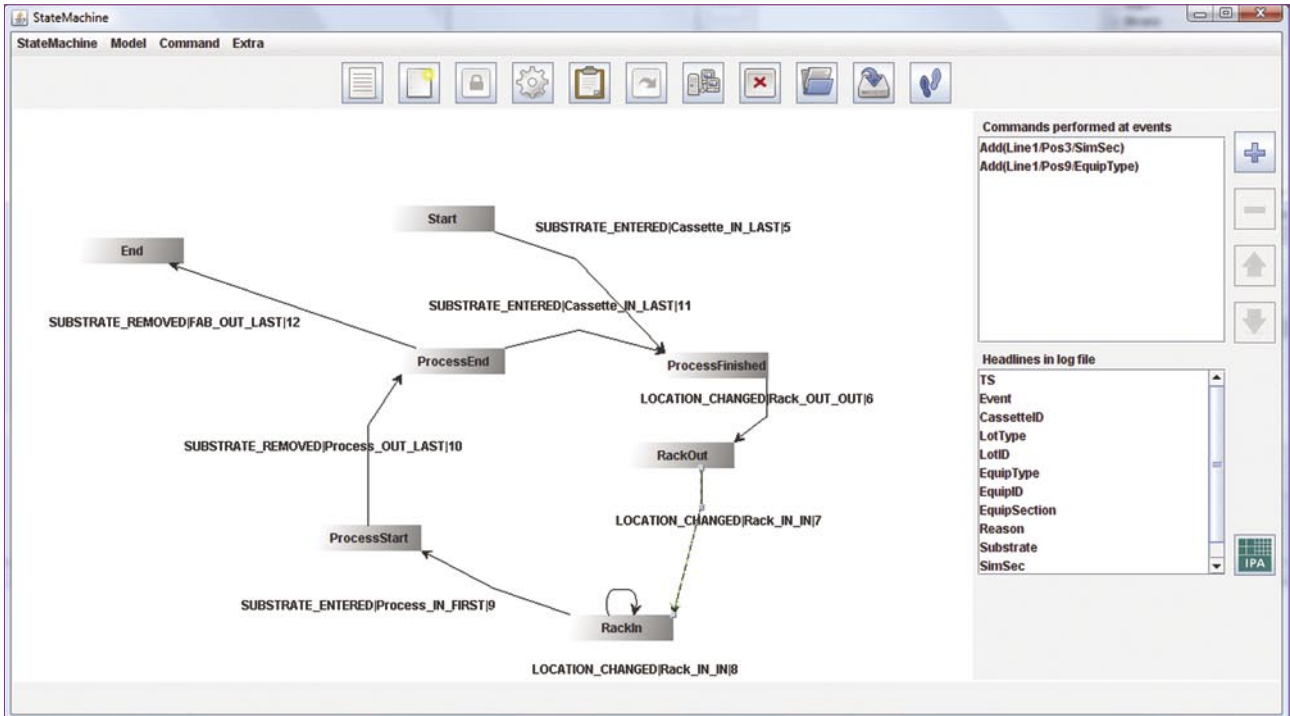 StateMachine
StateMachine Model Command Extra
Commands performed at events
Add(Line1/Pos3/SimSec)
Add(Line1/Pos9/EquipType)
Start
SUBSTRATE_ENTERED|Cassette_IN_LAST|5
End
SUBSTRATE_ENTERED|Cassette_IN_LAST|11
SUBSTRATE_REMOVED|FAB_OUT_LAST|12
ProcessEnd
ProcessFinished
LOCATION_CHANGED|Rack_OUT_OUT|6
SUBSTRATE_REMOVED|Process_OUT_LAST|10
RackOut
LOCATION_CHANGED|Rack_IN_IN|7
ProcessStart
SUBSTRATE_ENTERED|Process_IN_FIRST|9
RackIn
LOCATION_CHANGED|Rack_IN_IN|8
Headlines in log file
TS
Event
CassetteID
LotType
LotID
EquipType
EquipID
EquipSection
Reason
Substrate
SimSec
IPA